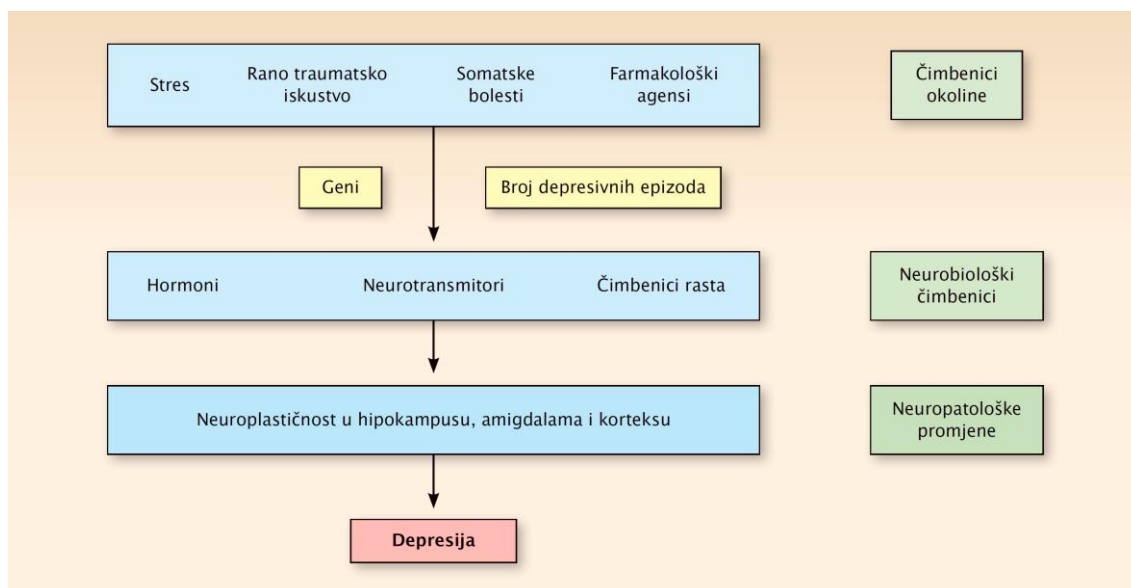 Stres
Rano traumatsko
iskustvo
Somatske
bolesti
Farmakološki
agensi
Čimbenici
okoline
Geni
Broj depresivnih epizoda
Hormoni
Neurotransmitori
Čimbenici rasta
Neurobiološki
čimbenici
Neuroplastičnost u hipokampusu, amigdalama i korteksu
Neuropatološke
promjene
Depresija